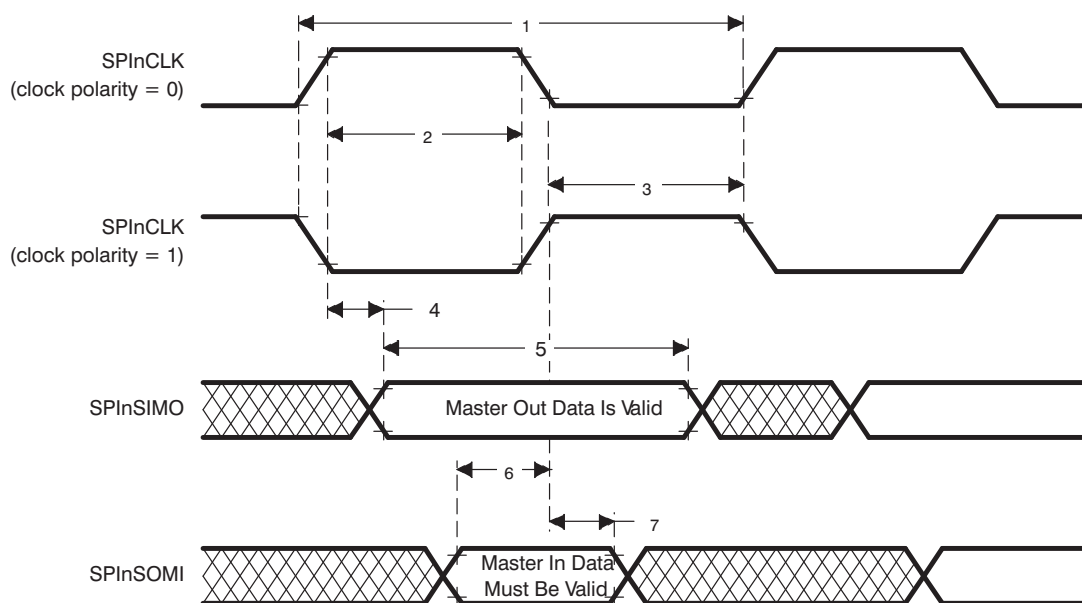 1
SPInCLK
(clock polarity = 0)
2
3
SPInCLK
(clock polarity = 1)
4
5
SPInSIMO
Master Out Data Is Valid
6
7
SPInSOMI
Master In Data
Must Be Valid